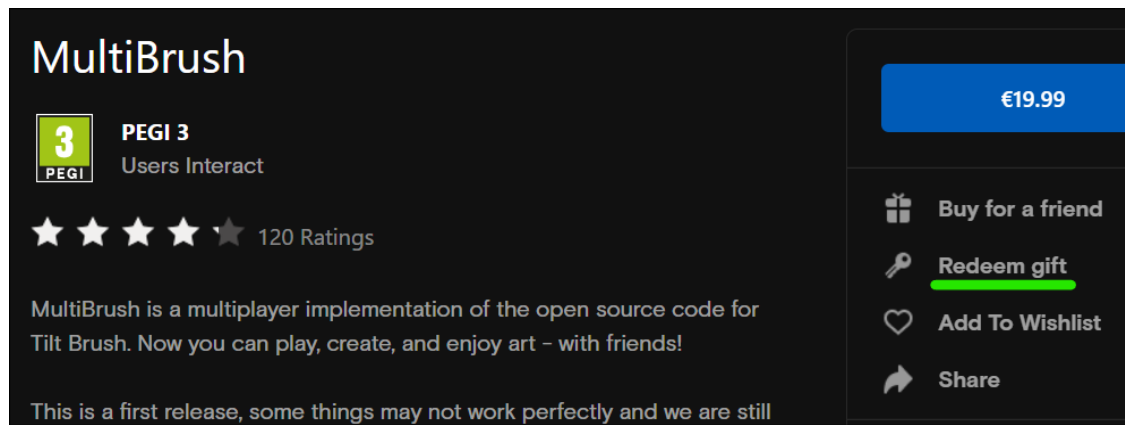 MultiBrush
3
PEGI
PEGI 3
Users Interact
120 Ratings
MultiBrush is a multiplayer implementation of the open source code for
Tilt Brush. Now you can play, create, and enjoy art - with friends!
This is a first release, some things may not work perfectly and we are still
€19.99
Buy for a friend
Redeem gift
Add To Wishlist
Share